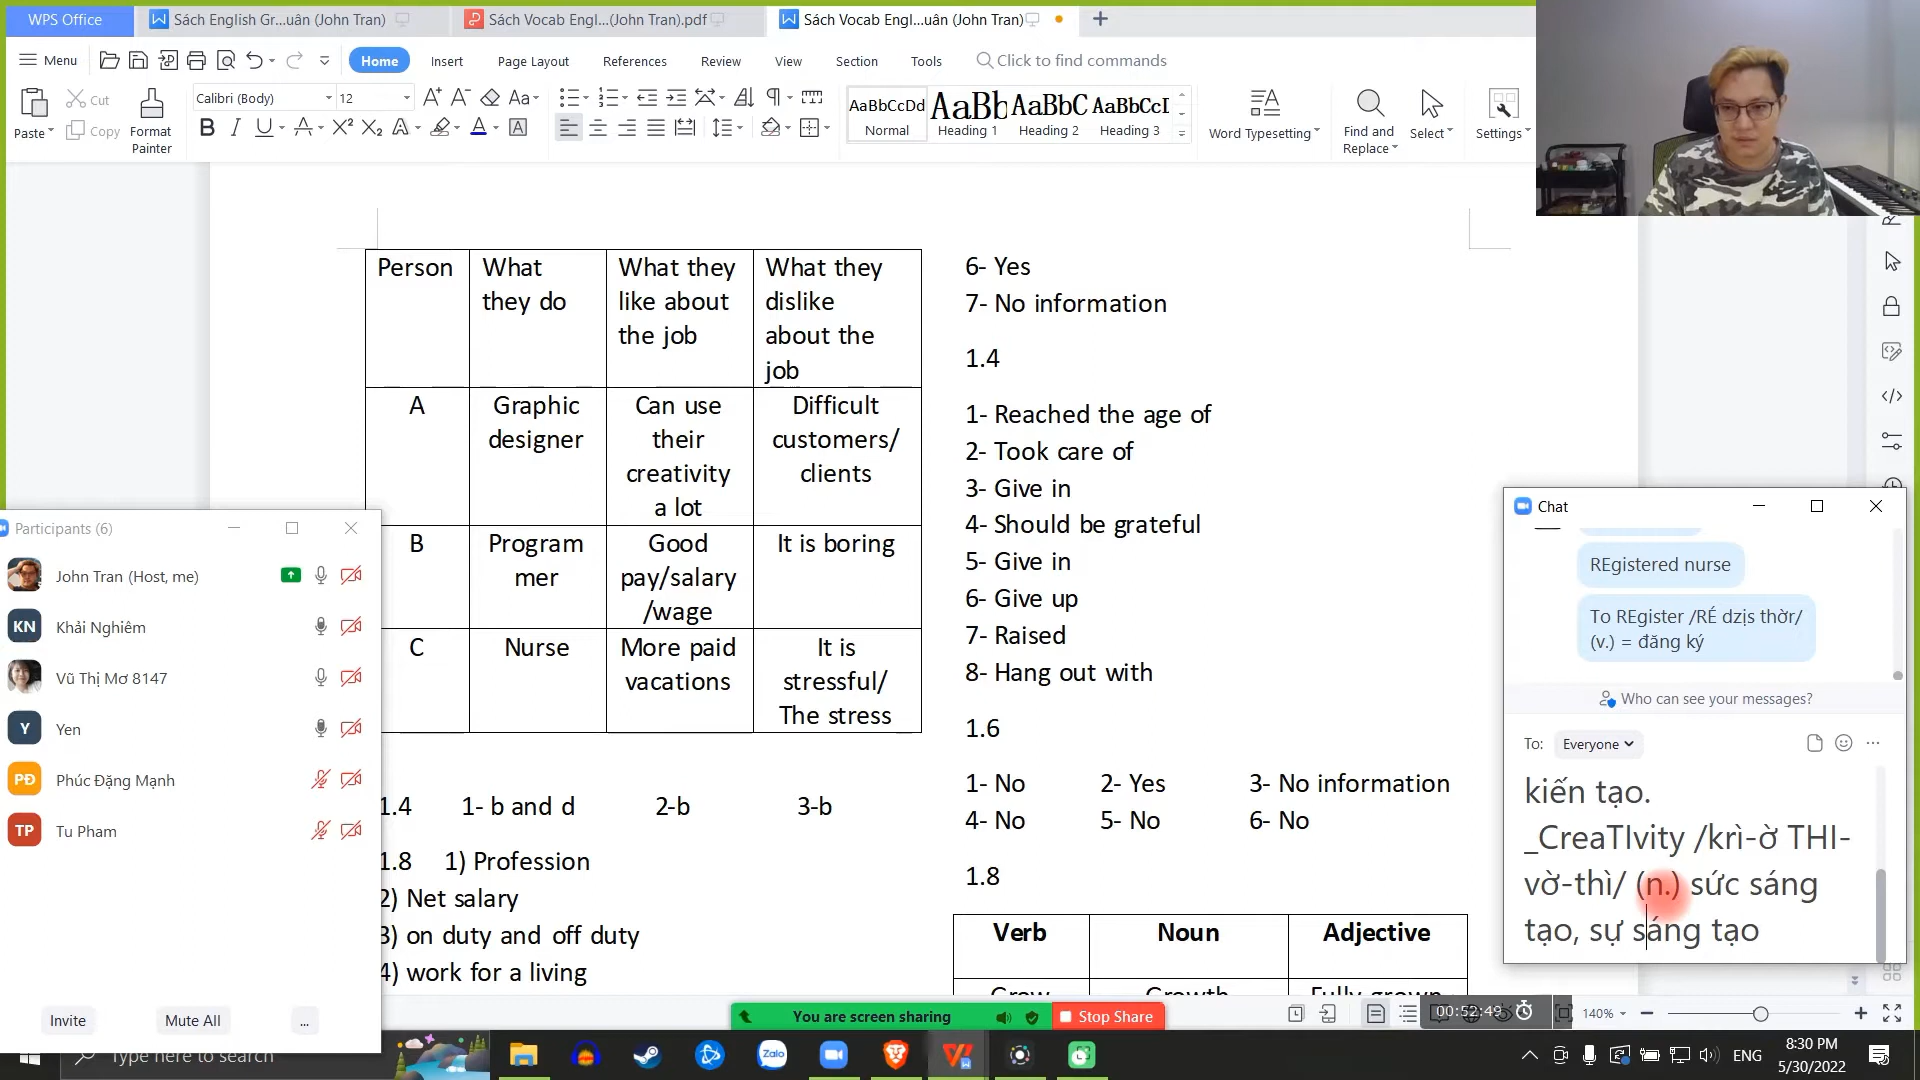 WPS Office
Sách English Gr...uân (John Tran)
Sách Vocab Engl...(John Tran).pdf
Sách Vocab Engl...uân (John Tran)
Menu
Home
Insert
Page Layout
References
Review
View
Section
Tools
Click to find commands
Paste
Cut
Copy
Format Painter
Calibri (Body)
12
AaBbCcDd
Normal
AaBb
Heading 1
AaBbC
Heading 2
AaBbCcI
Heading 3
Word Typesetting
Find and Replace
Select
Settings
Person
What they do
What they like about the job
What they dislike about the job
A
Graphic designer
Can use their creativity a lot
Difficult customers/ clients
B
Program mer
Good pay/salary /wage
It is boring
C
Nurse
More paid vacations
It is stressful/ The stress
1.4 1- b and d 2-b 3-b
1.8 1) Profession
2) Net salary
3) on duty and off duty
4) work for a living
6- Yes
7- No information
1.4
1- Reached the age of
2- Took care of
3- Give in
4- Should be grateful
5- Give in
6- Give up
7- Raised
8- Hang out with
1.6
1- No 2- Yes 3- No information
4- No 5- No 6- No
1.8
Verb
Noun
Adjective
Grow
Growth
Fully grown
Participants (6)
John Tran (Host, me)
KN Khải Nghiêm
Vũ Thị Mơ 8147
Y Yen
PĐ Phúc Đặng Mạnh
TP Tu Pham
Invite
Mute All
...
Chat
REgistered nurse
To REgister /RÉ dzịs thờr/
(v.) = đăng ký
Who can see your messages?
To: Everyone
kiến tạo.
_CreaTIvity /krì-ờ THI-
vờ-thì/ (n.) sức sáng
tạo, sự sáng tạo
You are screen sharing
Stop Share
00:52:49
140%
Type here to search
Zalo
ENG
8:30 PM
5/30/2022